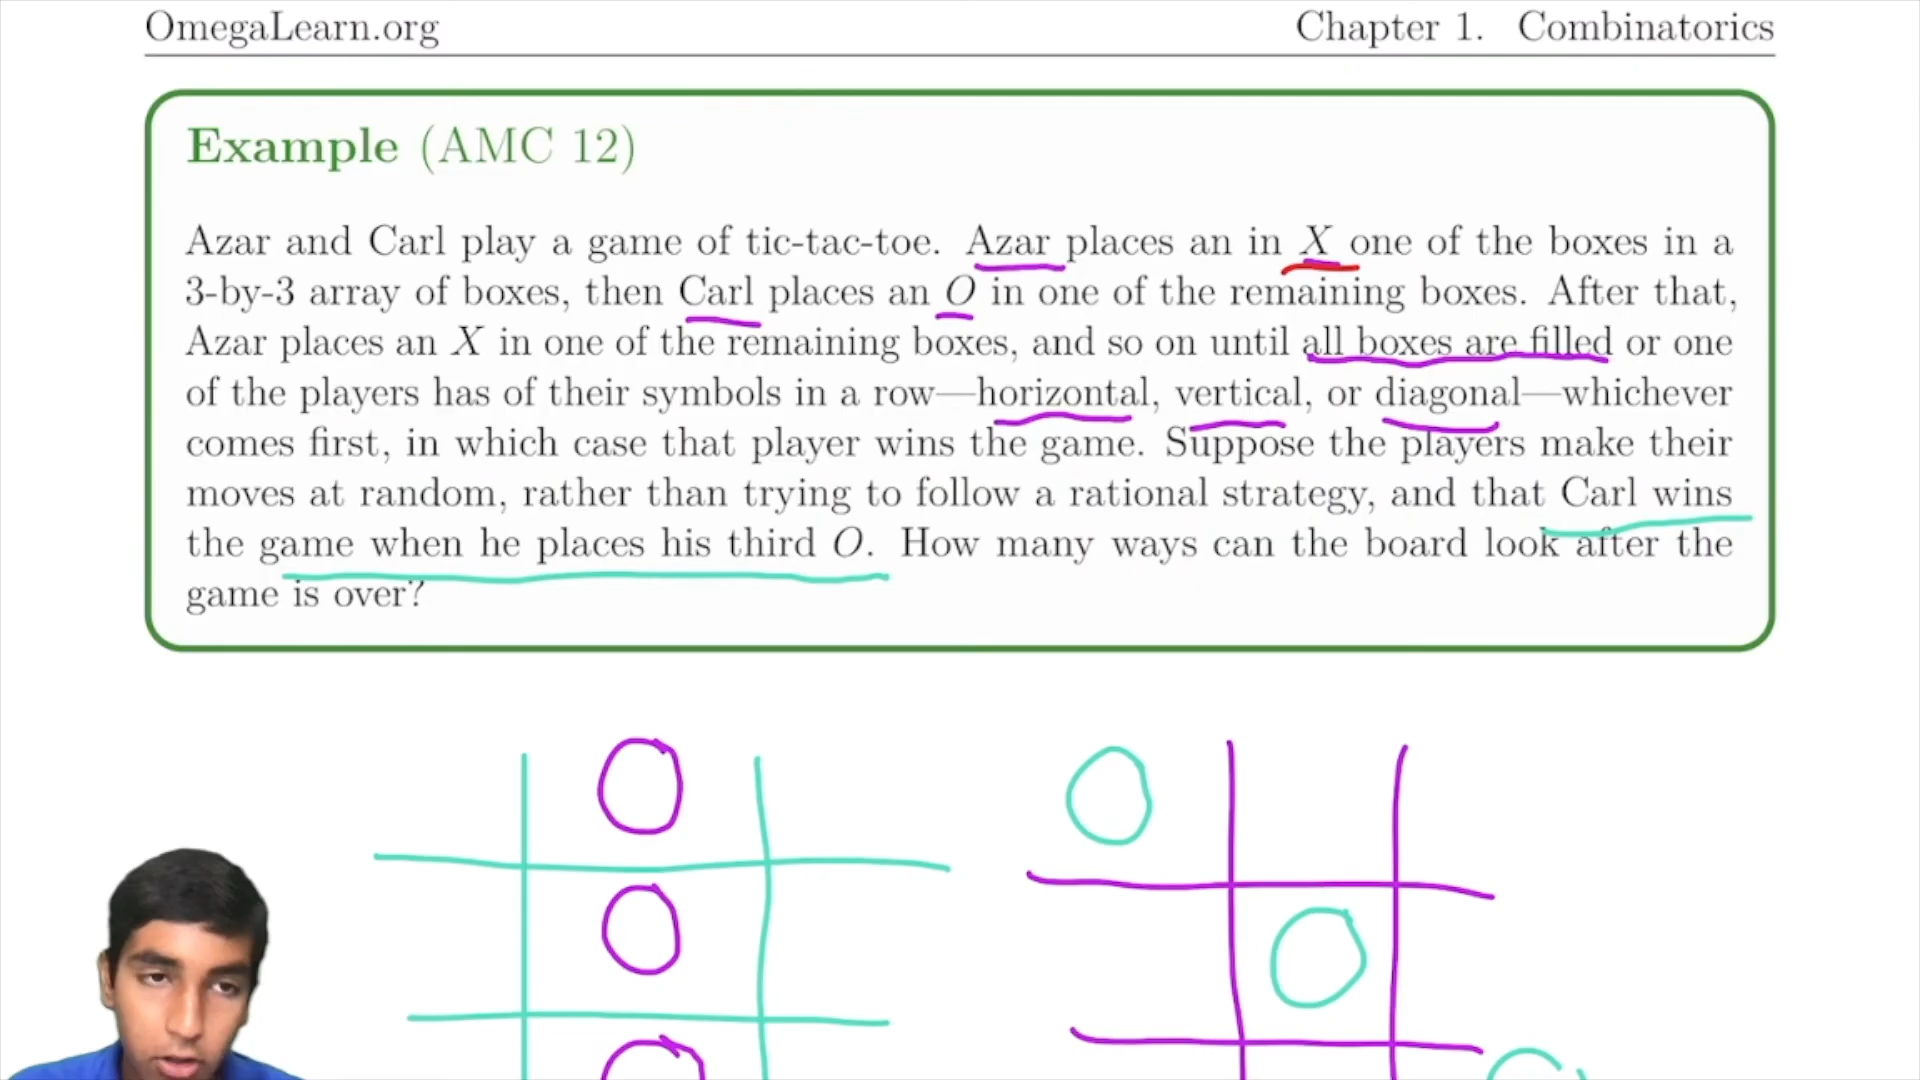 OmegaLearn.org Chapter 1. Combinatorics
Example (AMC 12)
Azar and Carl play a game of tic-tac-toe. Azar places an in X one of the boxes in a
3-by-3 array of boxes, then Carl places an O in one of the remaining boxes. After that,
Azar places an X in one of the remaining boxes, and so on until all boxes are filled or one
of the players has of their symbols in a row—horizontal, vertical, or diagonal—whichever
comes first, in which case that player wins the game. Suppose the players make their
moves at random, rather than trying to follow a rational strategy, and that Carl wins
the game when he places his third O. How many ways can the board look after the
game is over?